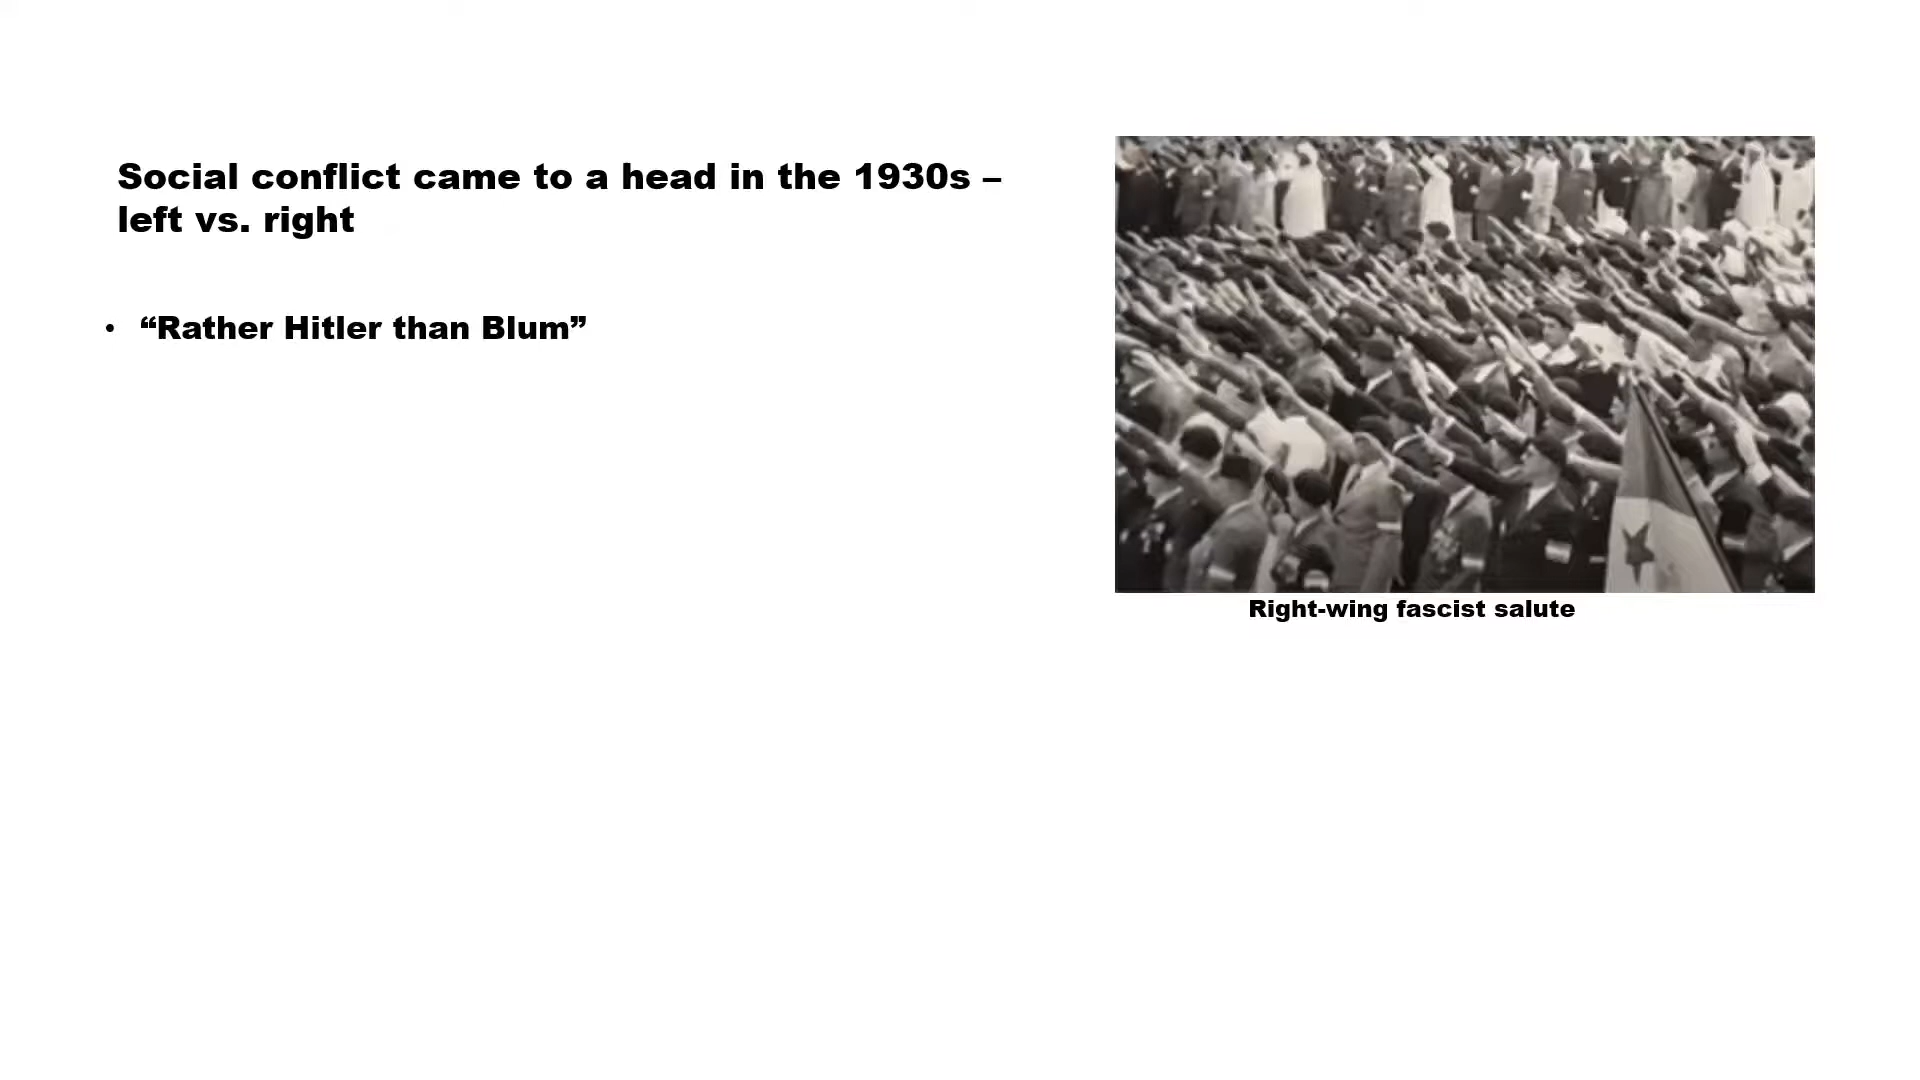 Social conflict came to a head in the 1930s –
left vs. right
• “Rather Hitler than Blum”
Right-wing fascist salute